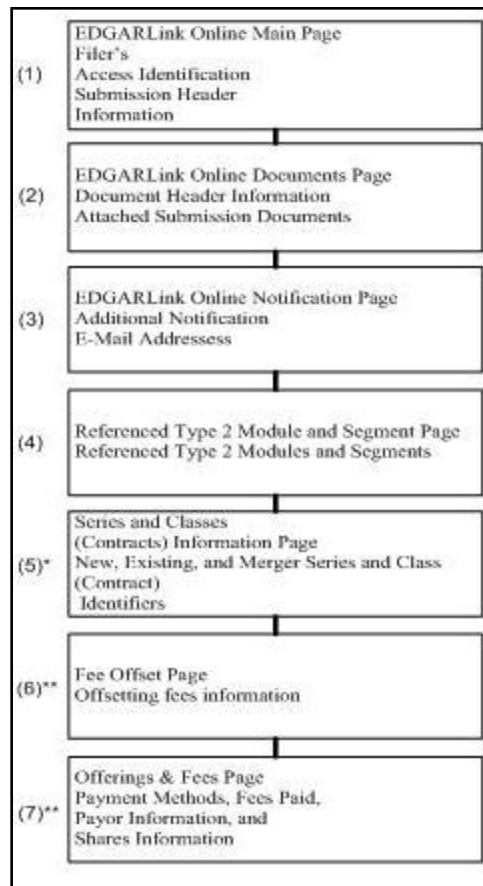 EDGARLink Online Main Page
Filer's
(1) Access Identification
Submission Header
Information
EDGARLink Online Documents Page
(2) Document Header Information
Attached Submission Documents
EDGARLink Online Notification Page
(3) Additional Notification
E-Mail Addressess
Referenced Type 2 Module and Segment Page
(4) Referenced Type 2 Modules and Segments
Series and Classes
(Contracts) Information Page
(5)* New, Existing, and Merger Series and Class
(Contract)
Identifiers
Fee Offset Page
(6)** Offsetting fees information
Offerings & Fees Page
Payment Methods, Fees Paid,
(7)** Payor Information, and
Shares Information